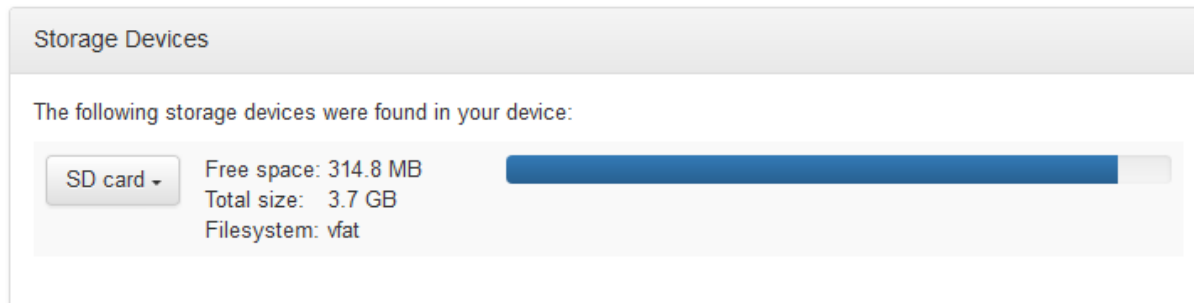 Storage Devices
The following storage devices were found in your device:
SD card
Free space: 314.8 MB
Total size: 3.7 GB
Filesystem: vfat